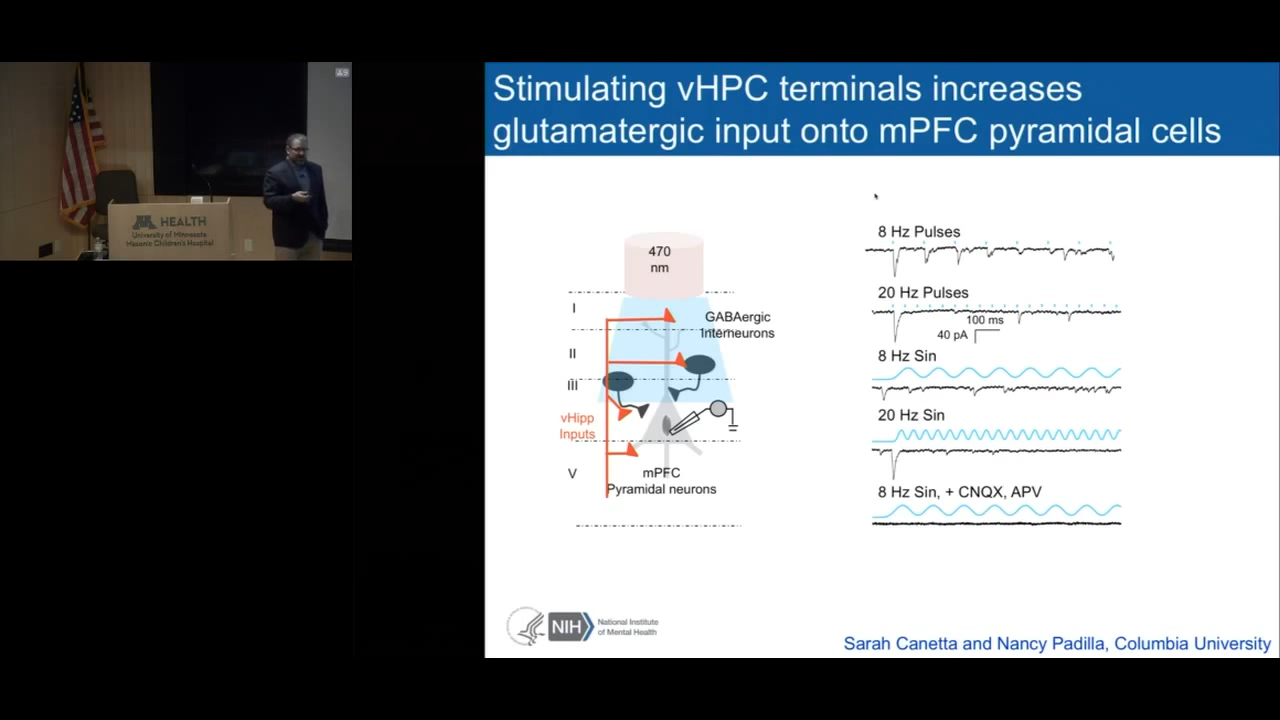 Stimulating vHPC terminals increases
glutamatergic input onto mPFC pyramidal cells
HEALTH
University of Minnesota
Masonic Children's Hospital
470
nm
I
GABAergic
Interneurons
II
III
vHipp
Inputs
V
mPFC
Pyramidal neurons
8 Hz Pulses
20 Hz Pulses
100 ms
40 pA
8 Hz Sin
20 Hz Sin
8 Hz Sin, + CNQX, APV
NIH
National Institute
of Mental Health
Sarah Canetta and Nancy Padilla, Columbia University